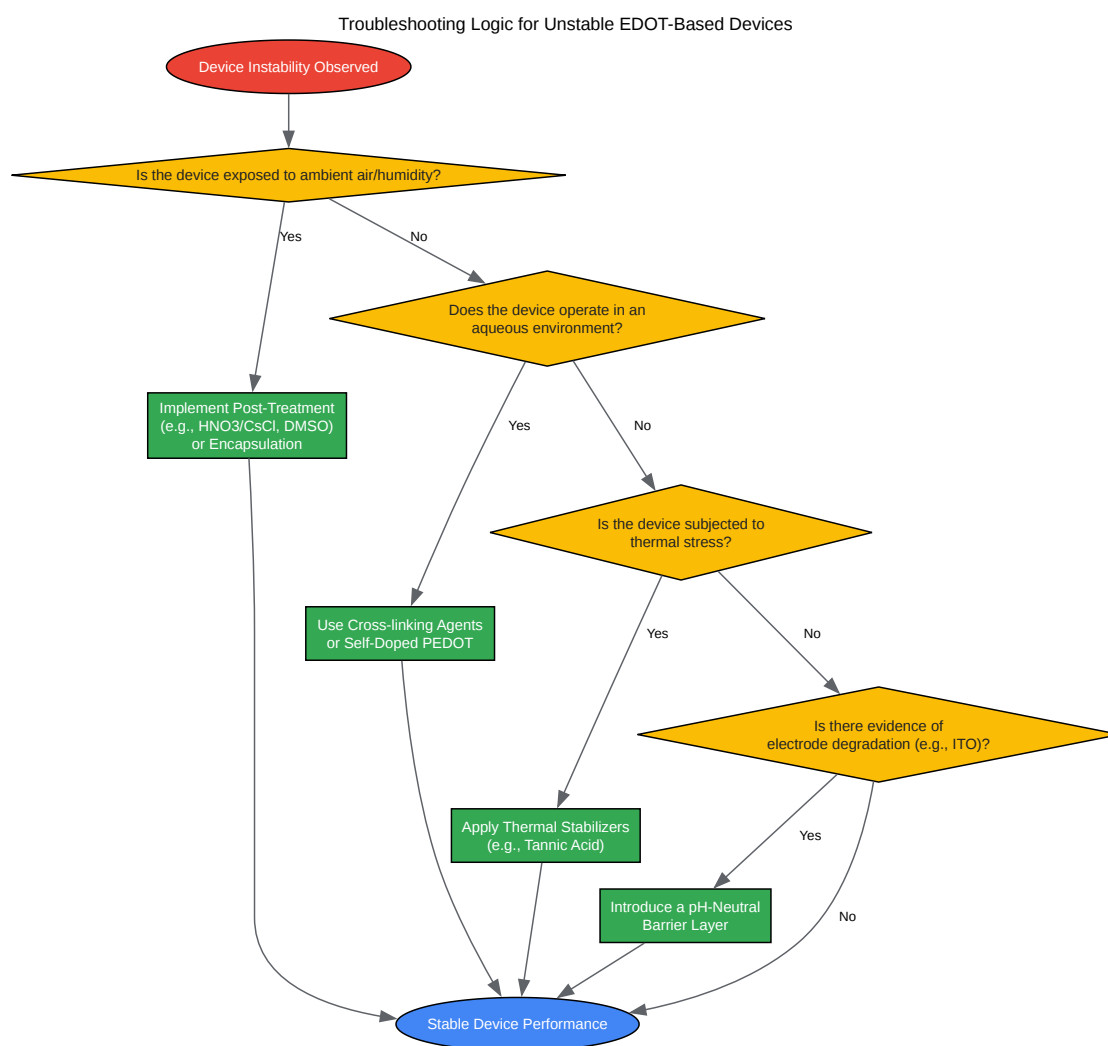 Troubleshooting Logic for Unstable EDOT-Based Devices
Device Instability Observed
Is the device exposed to ambient air/humidity?
Yes
No
Does the device operate in an
aqueous environment?
Implement Post-Treatment
(e.g., HNO3/CsCl, DMSO)
or Encapsulation
Yes
No
Is the device subjected to
thermal stress?
Use Cross-linking Agents
or Self-Doped PEDOT
Yes
No
Is there evidence of
electrode degradation (e.g., ITO)?
Apply Thermal Stabilizers
(e.g., Tannic Acid)
Yes
Introduce a pH-Neutral
Barrier Layer
No
Stable Device Performance